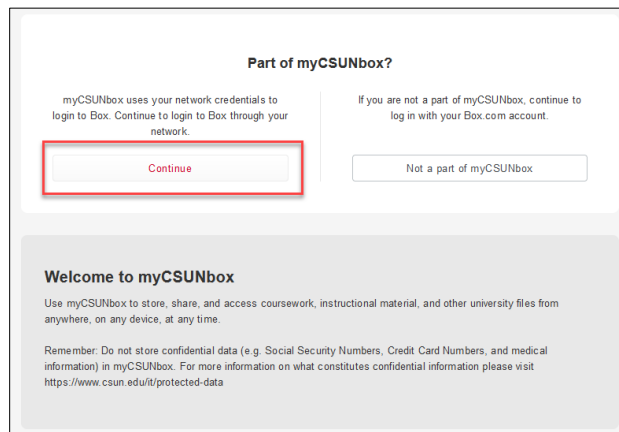 Part of myCSUNbox?
myCSUNbox uses your network credentials to
login to Box. Continue to login to Box through your
network.
Continue
If you are not a part of myCSUNbox, continue to
log in with your Box.com account.
Not a part of myCSUNbox
Welcome to myCSUNbox
Use myCSUNbox to store, share, and access coursework, instructional material, and other university files from
anywhere, on any device, at any time.
Remember: Do not store confidential data (e.g. Social Security Numbers, Credit Card Numbers, and medical
information) in myCSUNbox. For more information on what constitutes confidential information please visit
https://www.csun.edu/it/protected-data